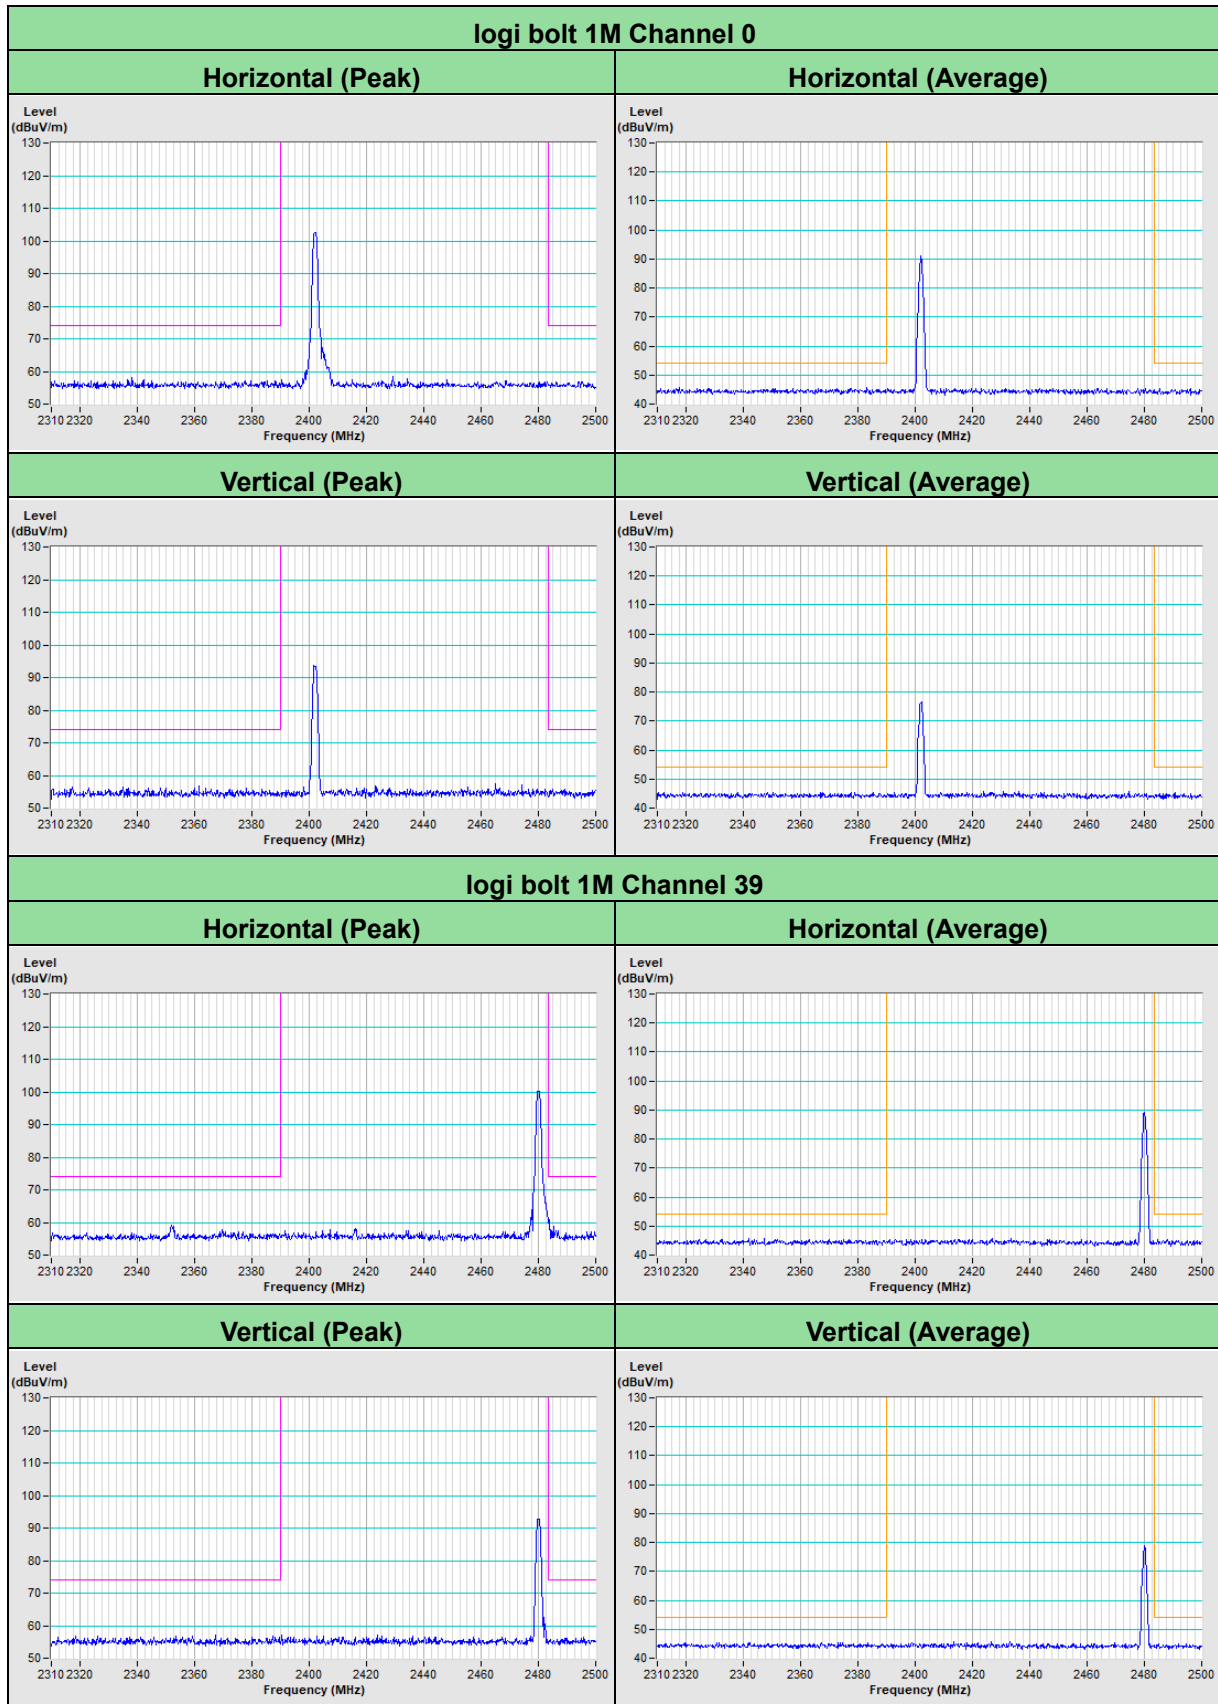 logi bolt 1M Channel 0
Horizontal (Peak)
Horizontal (Average)
Level
(dBuV/m)
130
120
110
100
90
80
70
60
50
2310 2320 2340 2360 2380 2400 2420 2440 2460 2480 2500
Frequency (MHz)
Level
(dBuV/m)
130
120
110
100
90
80
70
60
50
40
2310 2320 2340 2360 2380 2400 2420 2440 2460 2480 2500
Frequency (MHz)
Vertical (Peak)
Vertical (Average)
Level
(dBuV/m)
130
120
110
100
90
80
70
60
50
2310 2320 2340 2360 2380 2400 2420 2440 2460 2480 2500
Frequency (MHz)
Level
(dBuV/m)
130
120
110
100
90
80
70
60
50
40
2310 2320 2340 2360 2380 2400 2420 2440 2460 2480 2500
Frequency (MHz)
logi bolt 1M Channel 39
Horizontal (Peak)
Horizontal (Average)
Level
(dBuV/m)
130
120
110
100
90
80
70
60
50
2310 2320 2340 2360 2380 2400 2420 2440 2460 2480 2500
Frequency (MHz)
Level
(dBuV/m)
130
120
110
100
90
80
70
60
50
40
2310 2320 2340 2360 2380 2400 2420 2440 2460 2480 2500
Frequency (MHz)
Vertical (Peak)
Vertical (Average)
Level
(dBuV/m)
130
120
110
100
90
80
70
60
50
2310 2320 2340 2360 2380 2400 2420 2440 2460 2480 2500
Frequency (MHz)
Level
(dBuV/m)
130
120
110
100
90
80
70
60
50
40
2310 2320 2340 2360 2380 2400 2420 2440 2460 2480 2500
Frequency (MHz)